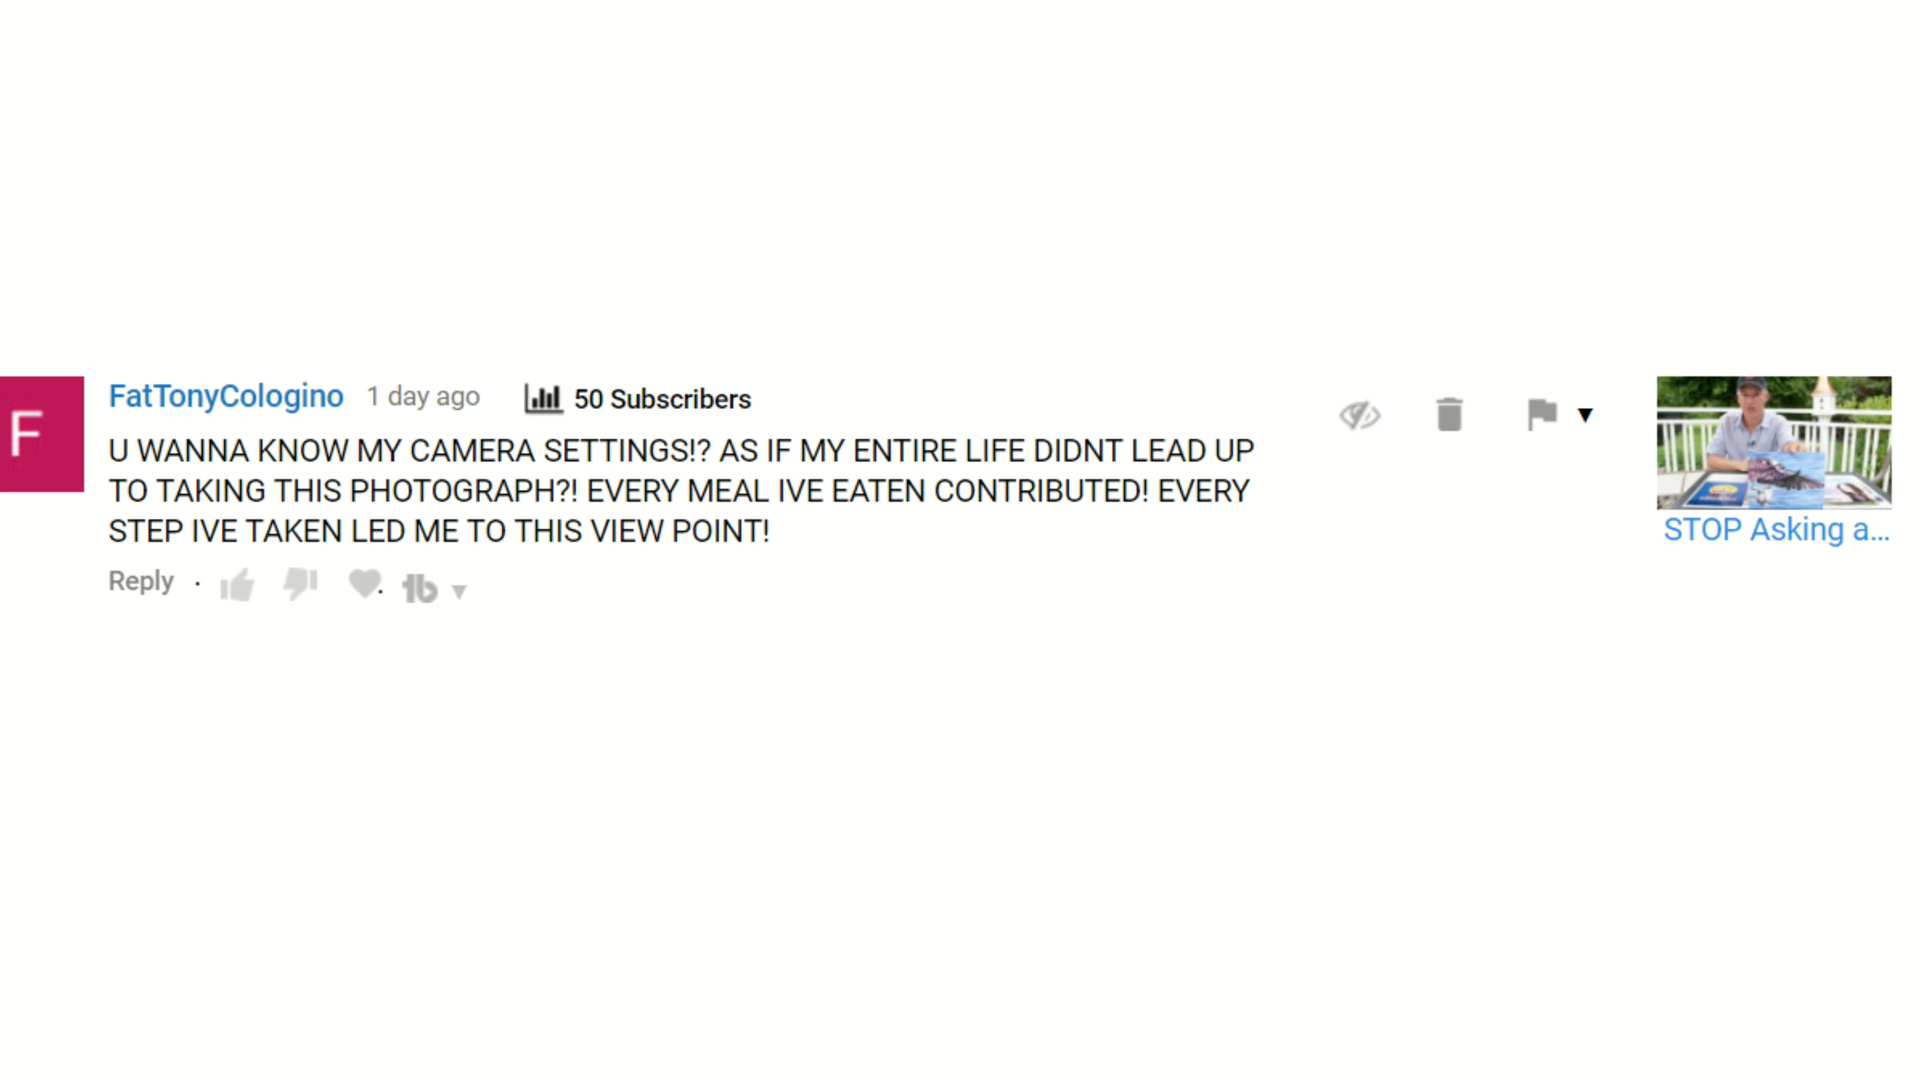 F
FatTonyCologino 1 day ago 50 Subscribers
U WANNA KNOW MY CAMERA SETTINGS!? AS IF MY ENTIRE LIFE DIDNT LEAD UP
TO TAKING THIS PHOTOGRAPH?! EVERY MEAL IVE EATEN CONTRIBUTED! EVERY
STEP IVE TAKEN LED ME TO THIS VIEW POINT!
Reply · tb
STOP Asking a...